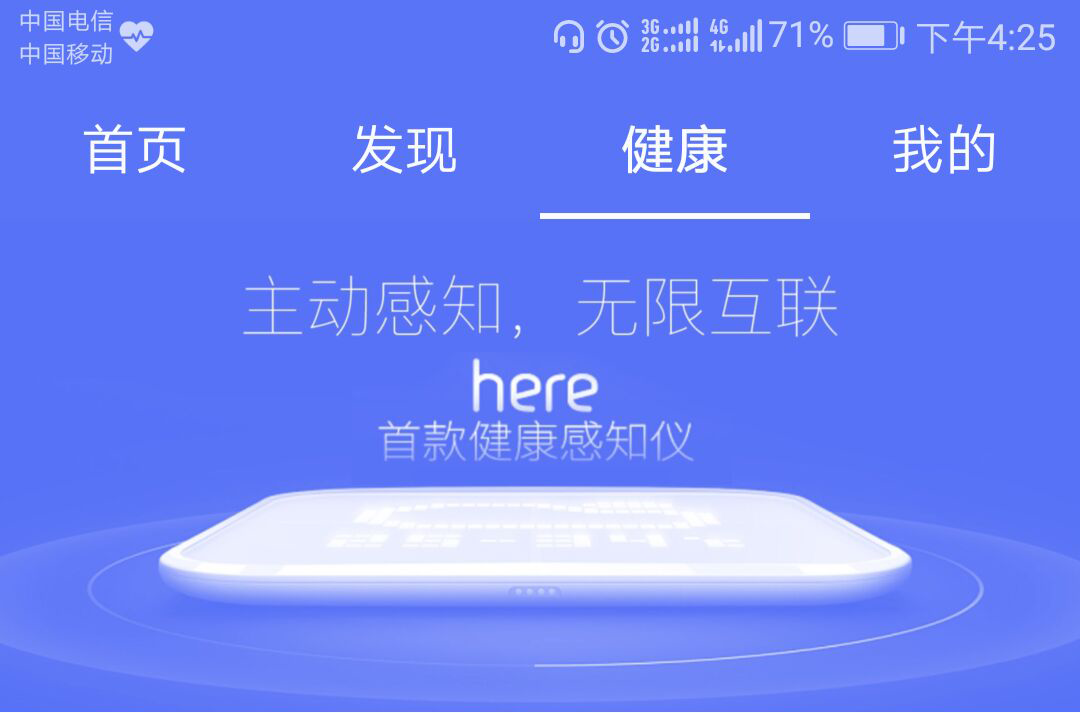 中国电信
中国移动
3G 2G 4G 71% 下午4:25
首页 发现 健康 我的
主动感知，无限互联
here
首款健康感知仪